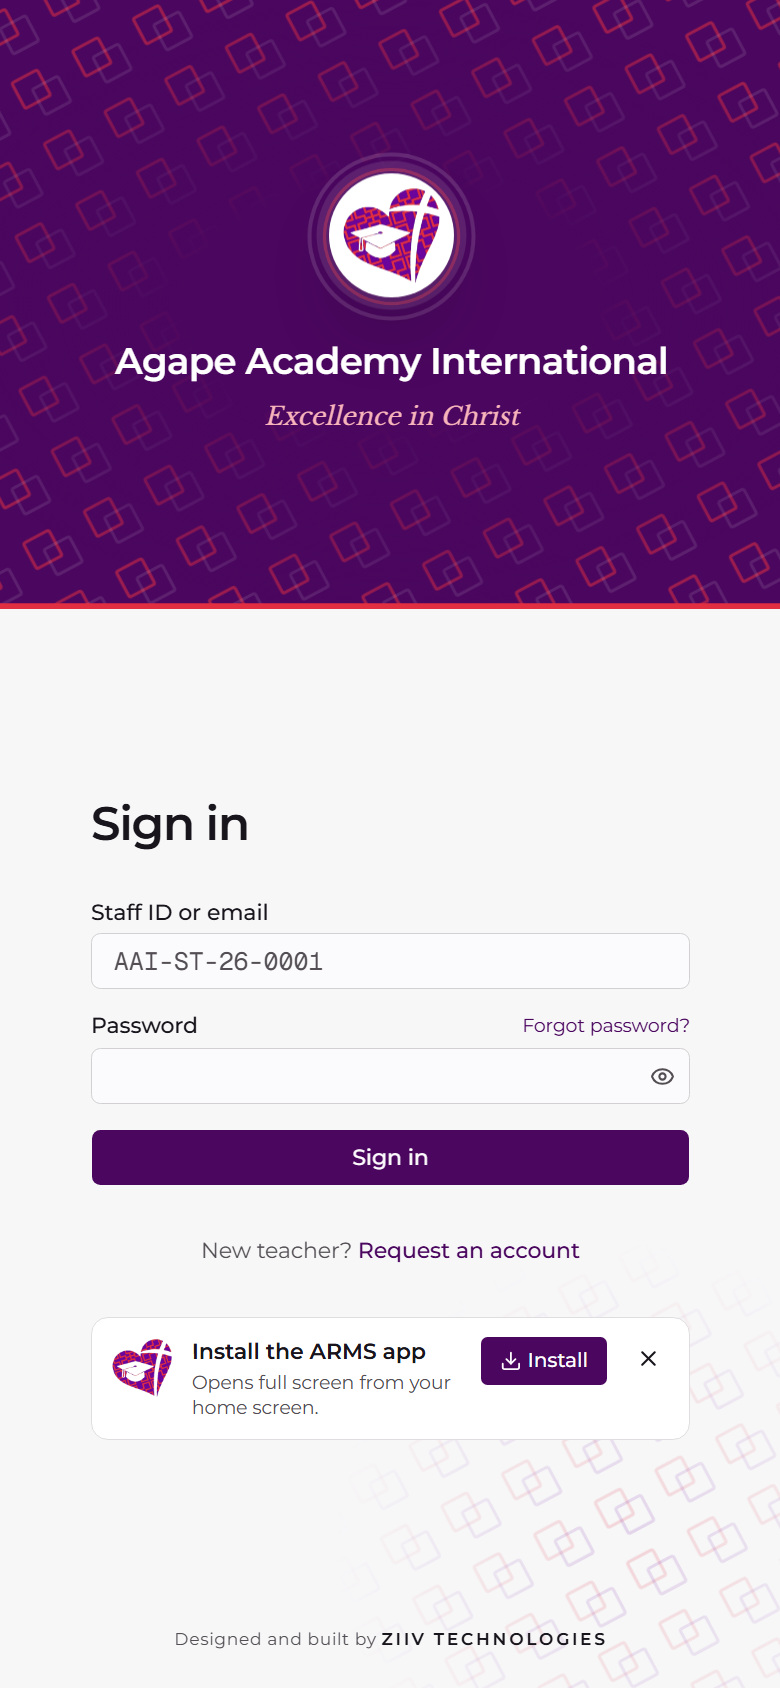 Agape Academy International
Excellence in Christ
Sign in
Staff ID or email
AAI-ST-26-0001
Password
Forgot password?
Sign in
New teacher? Request an account
Install the ARMS app
Opens full screen from your
home screen.
Install
Designed and built by ZIIV TECHNOLOGIES